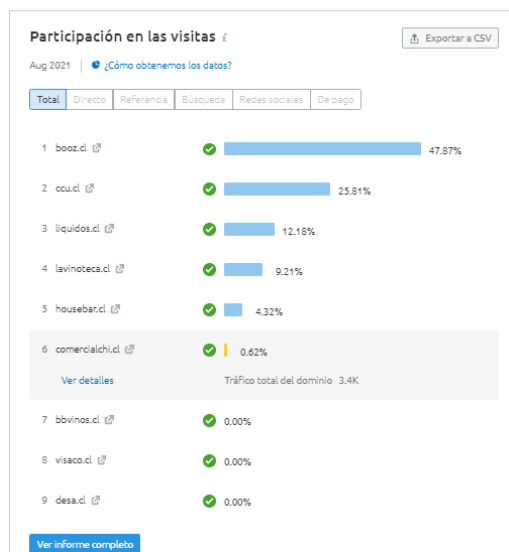 Participación en las visitas i
Exportar a CSV
Aug 2021 ¿Cómo obtenemos los datos?
Total Directo Referencia Búsqueda Redes sociales De pago
1 booz.cl 47.87%
2 ccu.cl 25.81%
3 liquidos.cl 12.18%
4 lavinoteca.cl 9.21%
5 housebar.cl 4.32%
6 comercialchi.cl 0.62%
Ver detalles Tráfico total del dominio 3.4K
7 bbvinos.cl 0.00%
8 visaco.cl 0.00%
9 desa.cl 0.00%
Ver informe completo